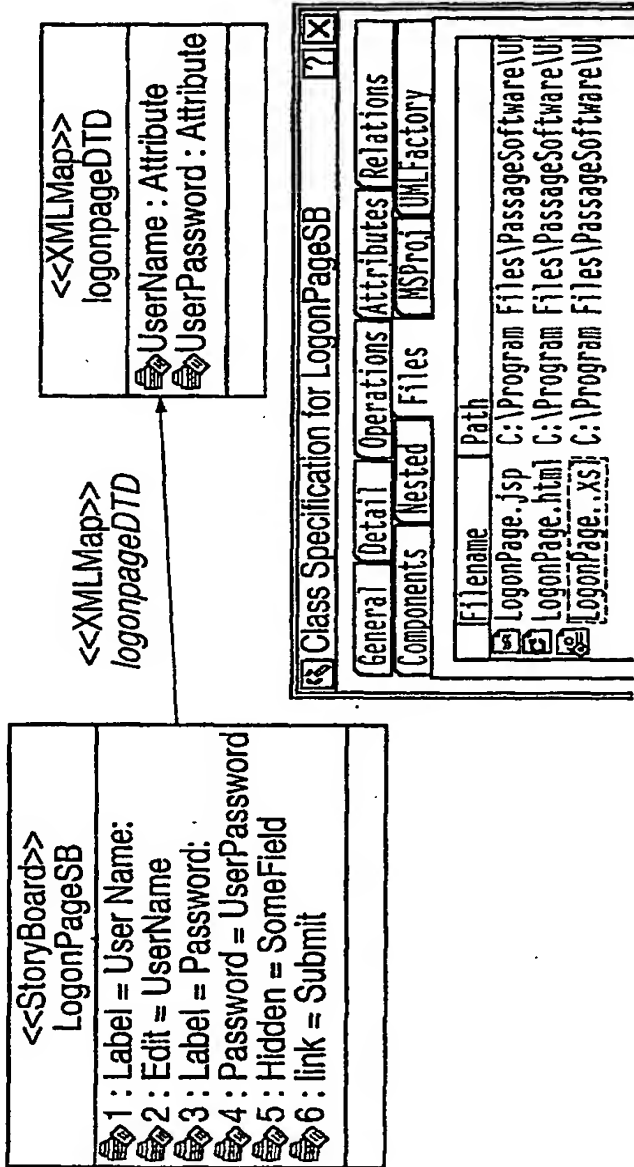 <<StoryBoard>>
LogonPageSB
1 : Label = User Name:
2 : Edit = UserName
3 : Label = Password:
4 : Password = UserPassword
5 : Hidden = SomeField
6 : link = Submit
<<XMLMap>>
logonpageDTD
<<XMLMap>>
logonpageDTD
UserName : Attribute
UserPassword : Attribute
Class Specification for LogonPageSB ? X
General Detail Operations Attributes Relations
Components Nested Files MSProj UMLFactory
Filename Path
LogonPage.jsp C:\Program Files\PassageSoftware\U
LogonPage.html C:\Program Files\PassageSoftware\U
LogonPage..xsl C:\Program Files\PassageSoftware\U